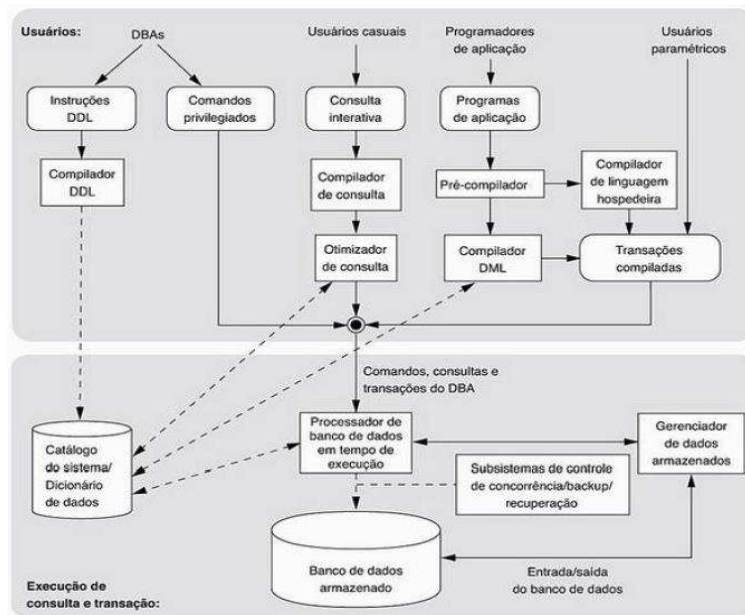 Usuários:
DBAs
Usuários casuais
Programadores
de aplicação
Usuários
paramétricos
Instruções
DDL
Comandos
privilegiados
Consulta
interativa
Programas
de aplicação
Compilador
DDL
Compilador
de consulta
Pré-compilador
Compilador
de linguagem
hospedeira
Otimizador
de consulta
Compilador
DML
Transações
compiladas
Comandos, consultas e
transações do DBA
Catálogo
do sistema/
Dicionário
de dados
Processador de
banco de dados
em tempo de
execução
Gerenciador
de dados
armazenados
Subsistemas de controle
de concorrência/backup/
recuperação
Banco de dados
armazenado
Entrada/saída
do banco de dados
Execução de
consulta e transação: